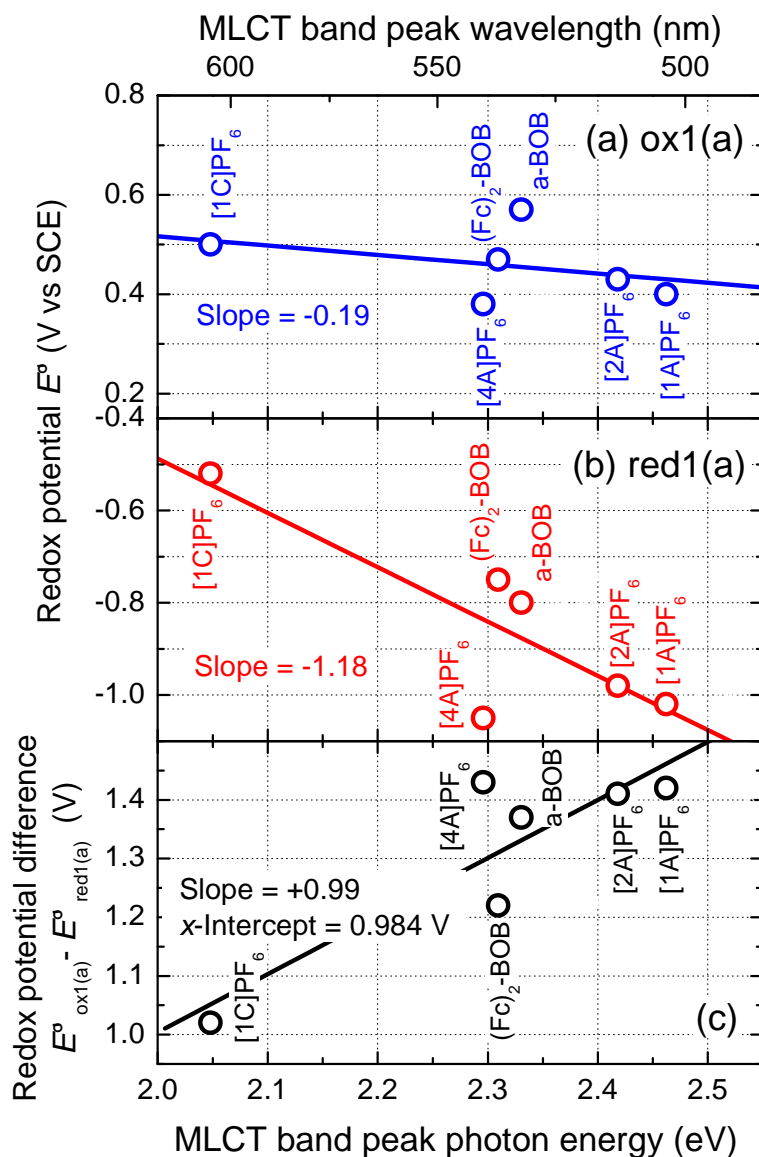 MLCT band peak wavelength (nm)
600 550 500
0.8
0.6
0.4
0.2
Redox potential Eº (V vs SCE)
(a) ox1(a)
[1C]PF6
(Fc)2-BOB
a-BOB
[4A]PF6
[2A]PF6
[1A]PF6
Slope = -0.19
-0.4
-0.6
-0.8
-1.0
(b) red1(a)
[1C]PF6
(Fc)2-BOB
a-BOB
[4A]PF6
[2A]PF6
[1A]PF6
Slope = -1.18
Redox potential difference
Eº ox1(a) - Eº red1(a) (V)
1.4
1.3
1.2
1.1
1.0
[4A]PF6
a-BOB
[2A]PF6
[1A]PF6
Slope = +0.99
x-Intercept = 0.984 V
[1C]PF6
(Fc)2-BOB
(c)
2.0 2.1 2.2 2.3 2.4 2.5
MLCT band peak photon energy (eV)